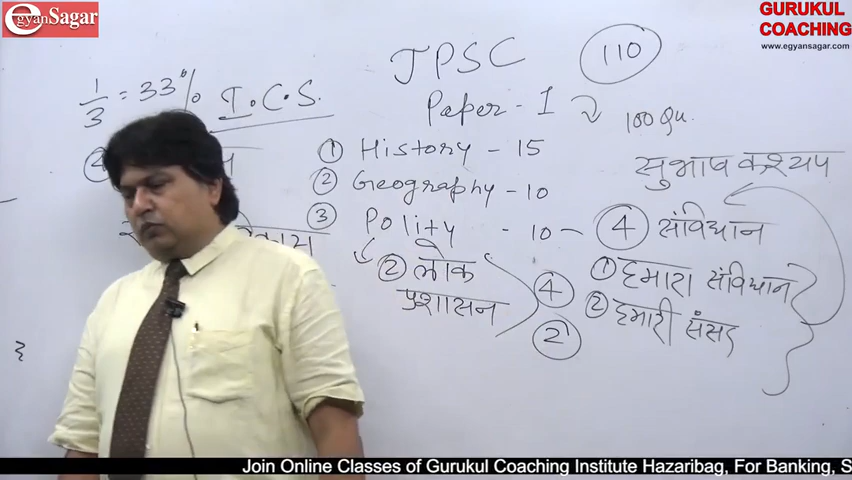 egyanSagar
GURUKUL
COACHING
www.egyansagar.com
JPSC
110
1/3 = 33% I.C.S.
Paper - 1
100 Qu.
① History - 15
② Geography - 10
③ Polity - 10 -
सुभाष कश्यप
④ संविधान
② लोक
प्रशासन
④
②
① हमारा संविधान
② हमारी संसद
Join Online Classes of Gurukul Coaching Institute Hazaribag, For Banking, S